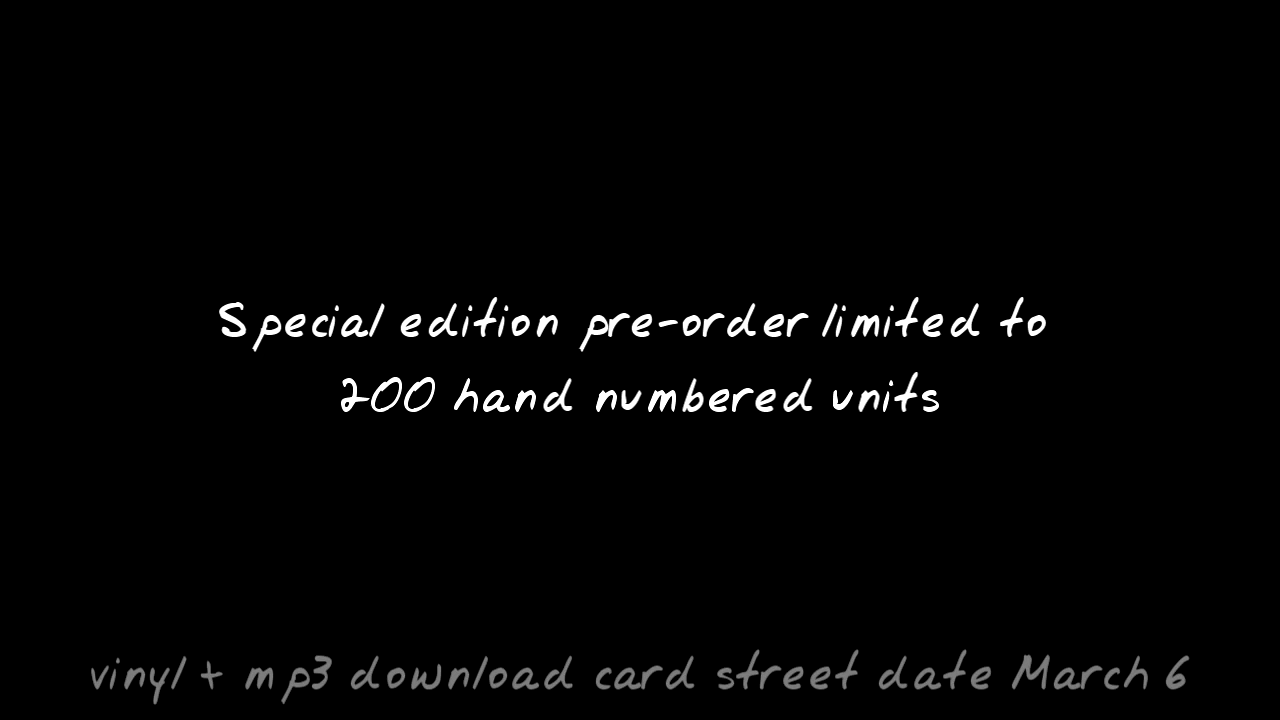 Special edition pre-order limited to
200 hand numbered units
vinyl + mp3 download card street date March 6